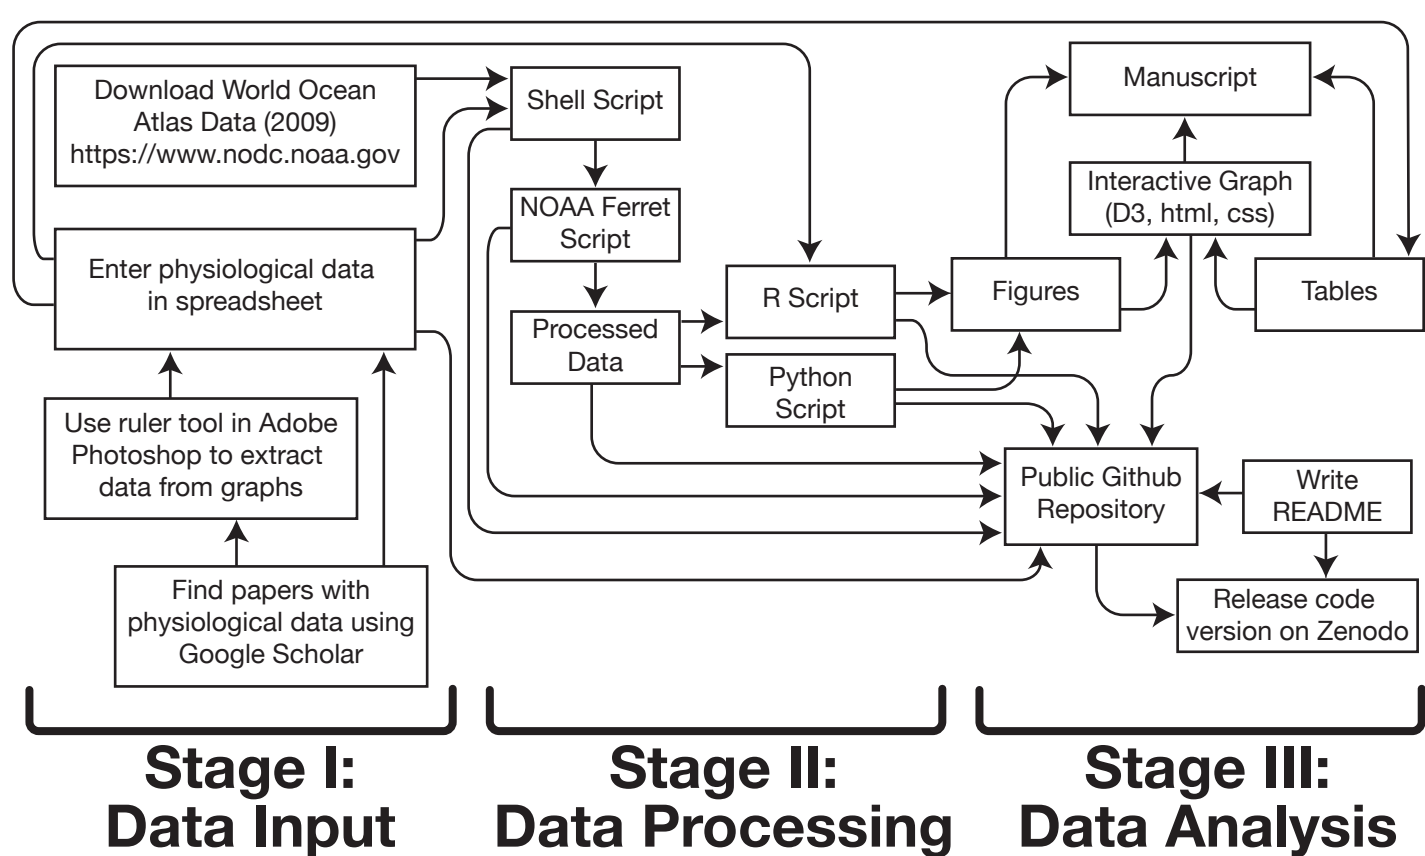 Download World Ocean
Atlas Data (2009)
https://www.nodc.noaa.gov
Enter physiological data
in spreadsheet
Use ruler tool in Adobe
Photoshop to extract
data from graphs
Find papers with
physiological data using
Google Scholar
Shell Script
NOAA Ferret
Script
Processed
Data
R Script
Python
Script
Manuscript
Interactive Graph
(D3, html, css)
Figures
Tables
Public Github
Repository
Write
README
Release code
version on Zenodo
Stage I:
Data Input
Stage II:
Data Processing
Stage III:
Data Analysis